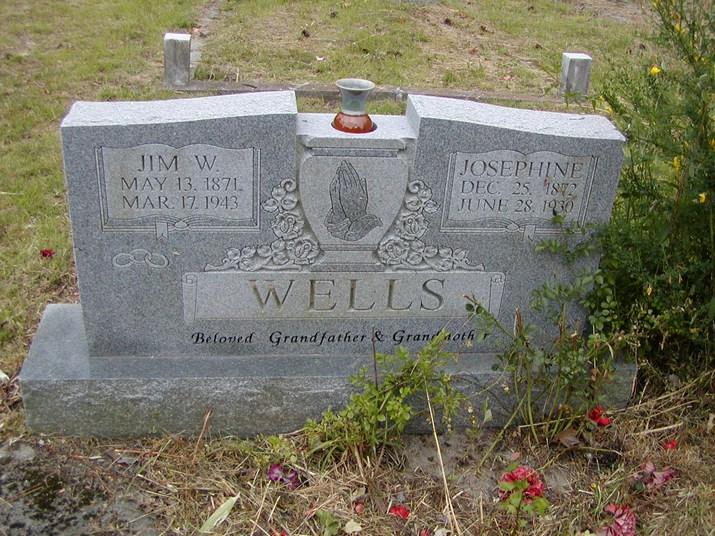 JIM W.
MAY 13, 1871
MAR. 17, 1943
JOSEPHINE
DEC. 25, 1872
JUNE 28, 1930
WELLS
Beloved Grandfather & Grandmother